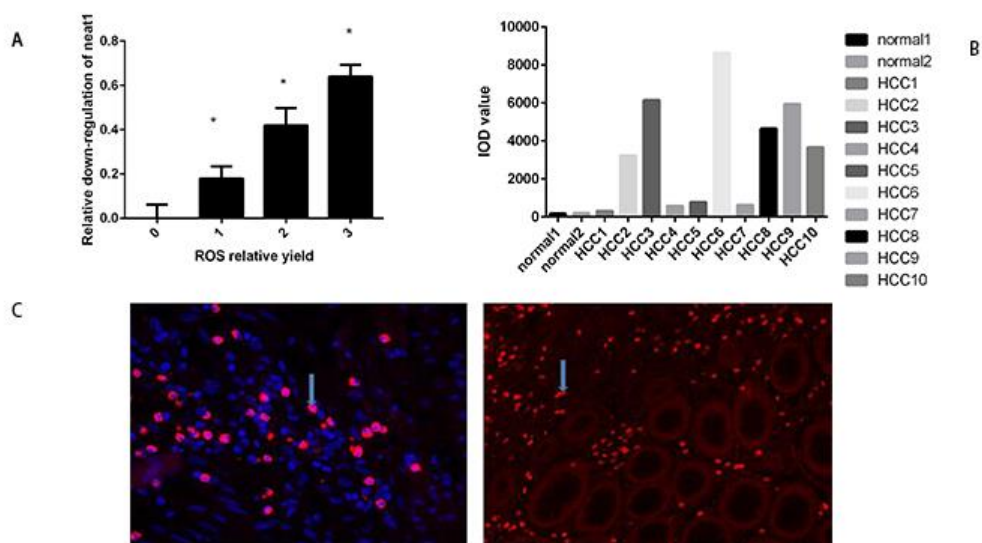 A
Relative down-regulation of neat1
0.8
0.6
0.4
0.2
0.0
*
*
*
0
1
2
3
ROS relative yield
B
IOD value
10000
8000
6000
4000
2000
0
normal1
normal2
HCC1
HCC2
HCC3
HCC4
HCC5
HCC6
HCC7
HCC8
HCC9
HCC10
normal1
normal2
HCC1
HCC2
HCC3
HCC4
HCC5
HCC6
HCC7
HCC8
HCC9
HCC10
C